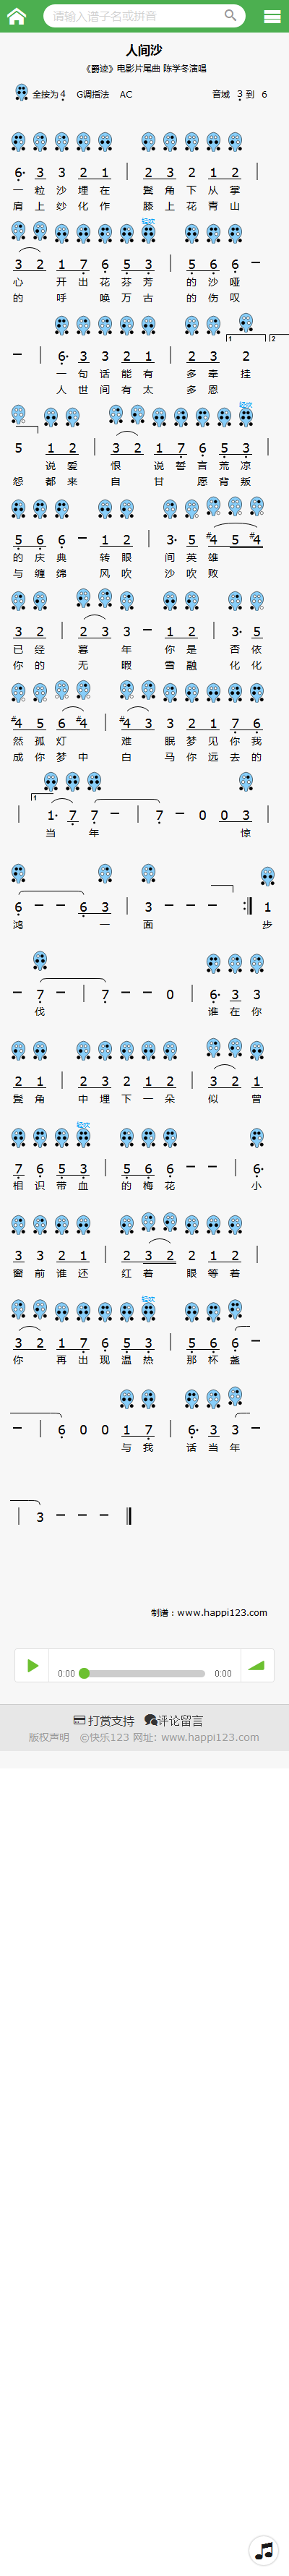 请输入谱子名或拼音
人间沙
《爵迹》电影片尾曲 陈学冬演唱
全按为4 G调指法 AC 音域 3 到 6
6· 3 3 2 1 | 2 3 2 1 2 |
一 粒 沙 埋 在 鬓 角 下 从 掌
肩 上 纱 化 作 膝 上 花 青 山
轻吹
3 2 1 7 6 5 3 | 5 6 6 −
心 开 出 花 芬 芳 的 沙 哑
的 呼 唤 万 古 的 伤 叹
1 2
− | 6· 3 3 2 1 | 2 3 2
一 句 话 能 有 多 牵 挂
人 世 间 有 太 多 恩
轻吹
5 1 2 | 3 2 1 7 6 5 3 |
说 爱 恨 说 誓 言 荒 凉
怨 都 来 自 甘 愿 背 叛
5 6 6 − 1 2 | 3· 5 #4 5 #4
的 庆 典 转 眼 间 英 雄
与 缠 绵 风 吹 沙 吹 败
3 2 | 2 3 3 − 1 2 | 3· 5
已 经 暮 年 你 是 否 依
你 的 无 暇 雪 融 化 化
#4 5 6 #4 | #4 3 3 2 1 7 6
然 孤 灯 难 眠 梦 见 你 我
成 你 梦 中 白 马 你 远 去 的
1
| 1· 7 7 − | 7 − 0 0 3 |
当 年 惊
6 − − 6 3 | 3 − − − :| 1
鸿 一 面 步
− 7 − | 7 − − 0 | 6· 3 3
伐 谁 在 你
2 1 | 2 3 2 1 2 | 3 2 1
鬓 角 中 埋 下 一 朵 似 曾
轻吹
7 6 5 3 | 5 6 6 − − | 6·
相 识 带 血 的 梅 花 小
3 3 2 1 | 2 3 2 2 1 2 |
窗 前 谁 还 红 着 眼 等 着
轻吹
3 2 1 7 6 5 3 | 5 6 6 −
你 再 出 现 温 热 那 杯 盏
− | 6 0 0 1 7 | 6· 3 3 −
与 我 话 当 年
| 3 − − − ‖
制谱：www.happi123.com
0:00 0:00
打赏支持 评论留言
版权声明 ©快乐123 网址: www.happi123.com